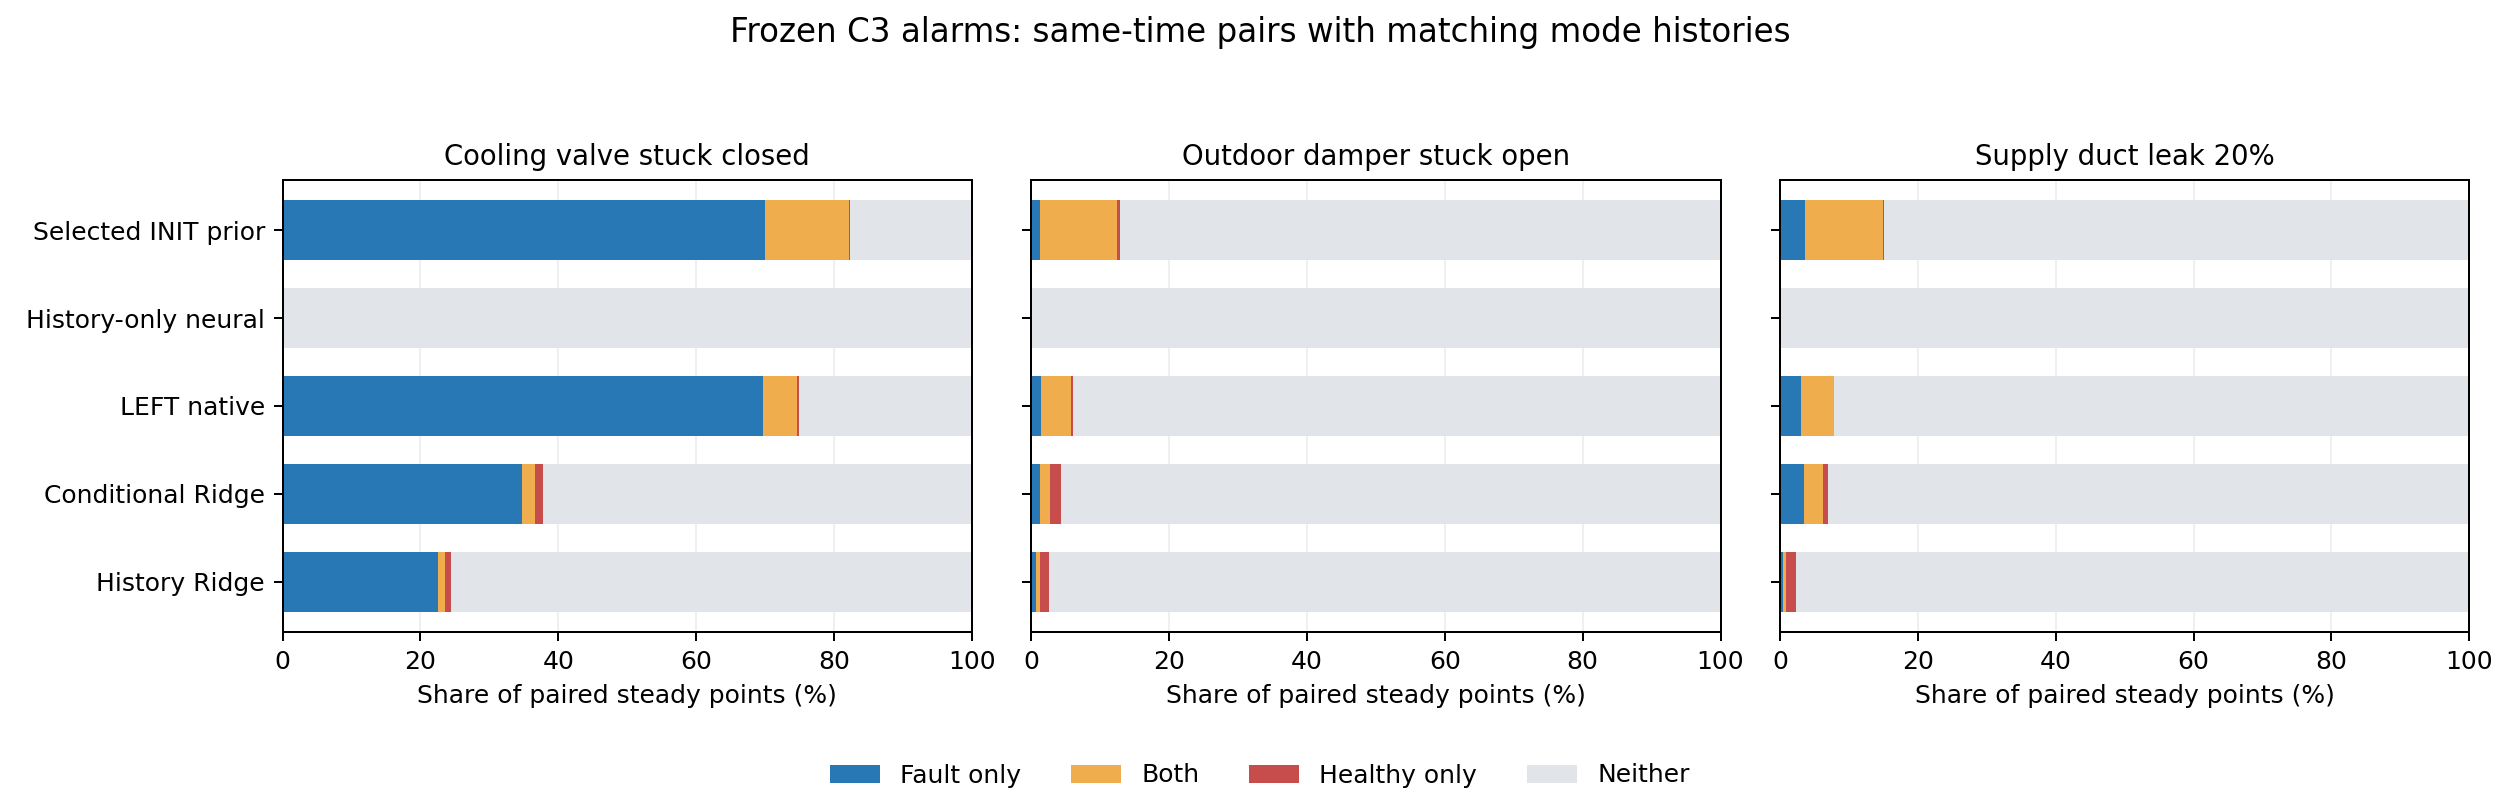 Frozen C3 alarms: same-time pairs with matching mode histories
Cooling valve stuck closed
Outdoor damper stuck open
Supply duct leak 20%
Selected INIT prior
History-only neural
LEFT native
Conditional Ridge
History Ridge
0 20 40 60 80 100
0 20 40 60 80 100
0 20 40 60 80 100
Share of paired steady points (%)
Share of paired steady points (%)
Share of paired steady points (%)
Fault only Both Healthy only Neither